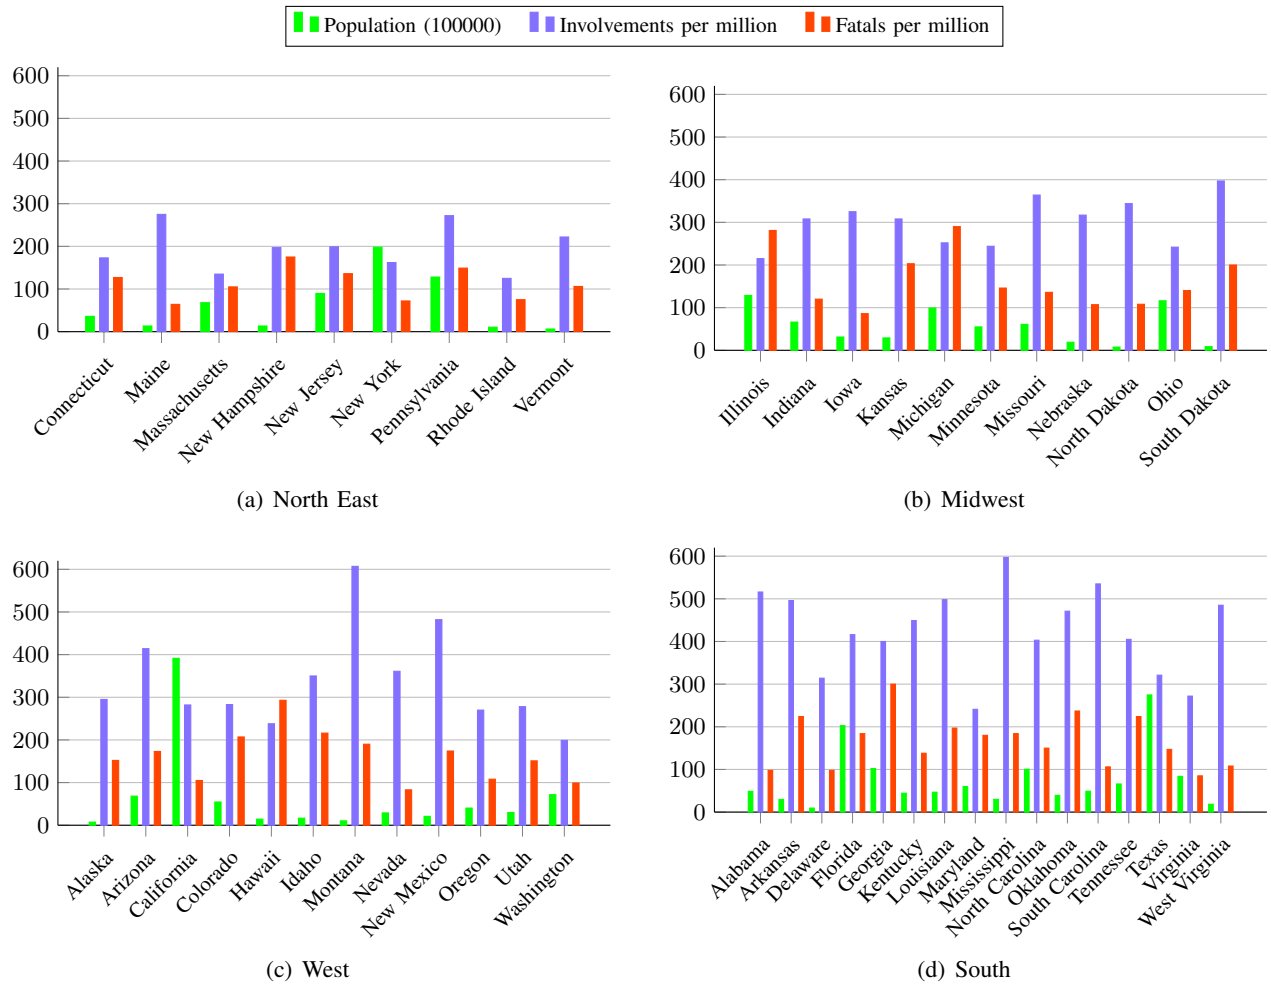 Population (100000) Involvements per million Fatals per million
600
500
400
300
200
100
0
Connecticut
Maine
Massachusetts
New Hampshire
New Jersey
New York
Pennsylvania
Rhode Island
Vermont
(a) North East
600
500
400
300
200
100
0
Illinois
Indiana
Iowa
Kansas
Michigan
Minnesota
Missouri
Nebraska
North Dakota
Ohio
South Dakota
(b) Midwest
600
500
400
300
200
100
0
Alaska
Arizona
California
Colorado
Hawaii
Idaho
Montana
Nevada
New Mexico
Oregon
Utah
Washington
(c) West
600
500
400
300
200
100
0
Alabama
Arkansas
Delaware
Florida
Georgia
Kentucky
Louisiana
Maryland
Mississippi
North Carolina
Oklahoma
South Carolina
Tennessee
Texas
Virginia
West Virginia
(d) South